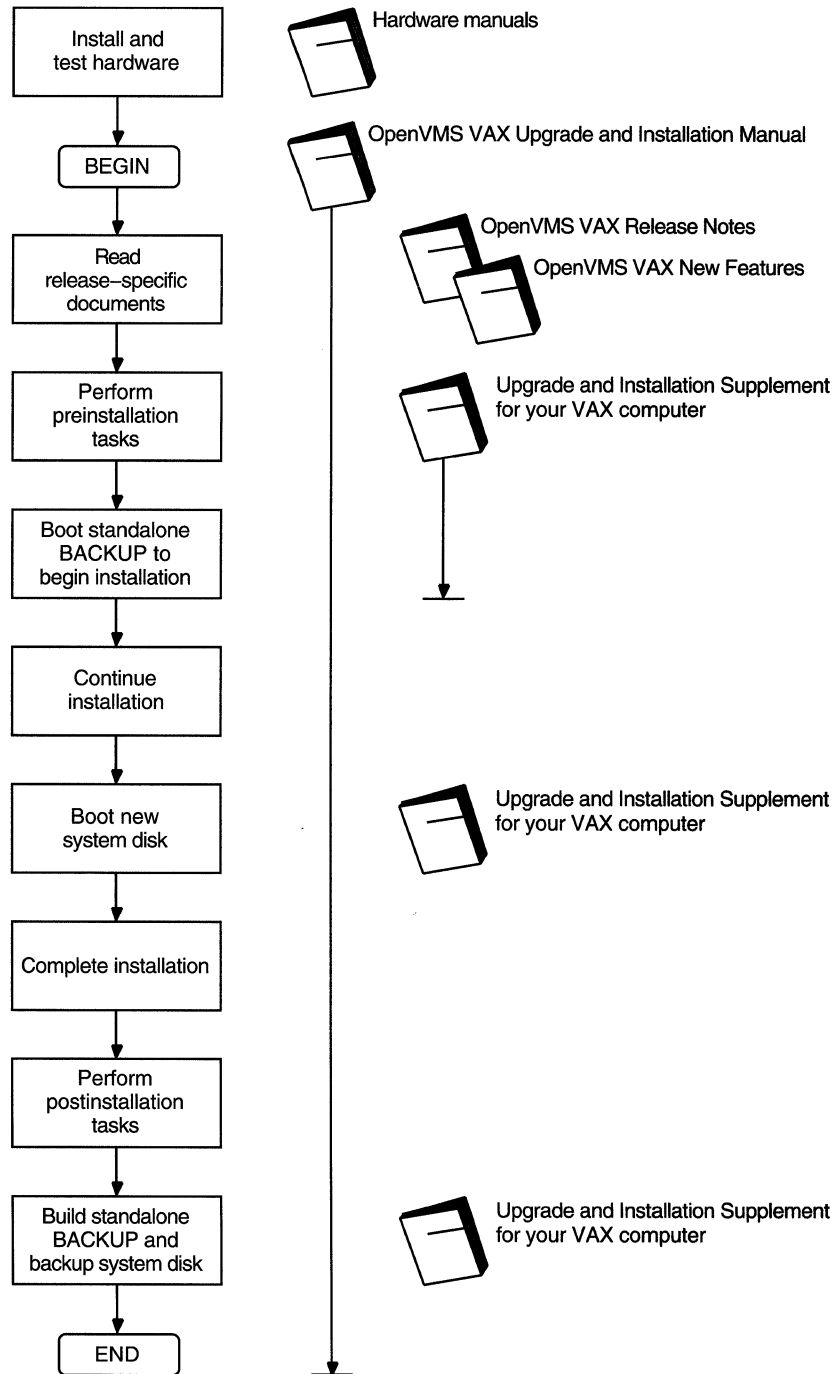 Install and
test hardware
Hardware manuals
BEGIN
OpenVMS VAX Upgrade and Installation Manual
Read
release–specific
documents
OpenVMS VAX Release Notes
OpenVMS VAX New Features
Perform
preinstallation
tasks
Upgrade and Installation Supplement
for your VAX computer
Boot standalone
BACKUP to
begin installation
Continue
installation
Boot new
system disk
Upgrade and Installation Supplement
for your VAX computer
Complete installation
Perform
postinstallation
tasks
Build standalone
BACKUP and
backup system disk
Upgrade and Installation Supplement
for your VAX computer
END